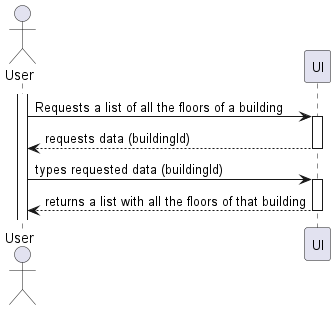 User
UI
Requests a list of all the floors of a building
requests data (buildingId)
types requested data (buildingId)
returns a list with all the floors of that building
User
UI